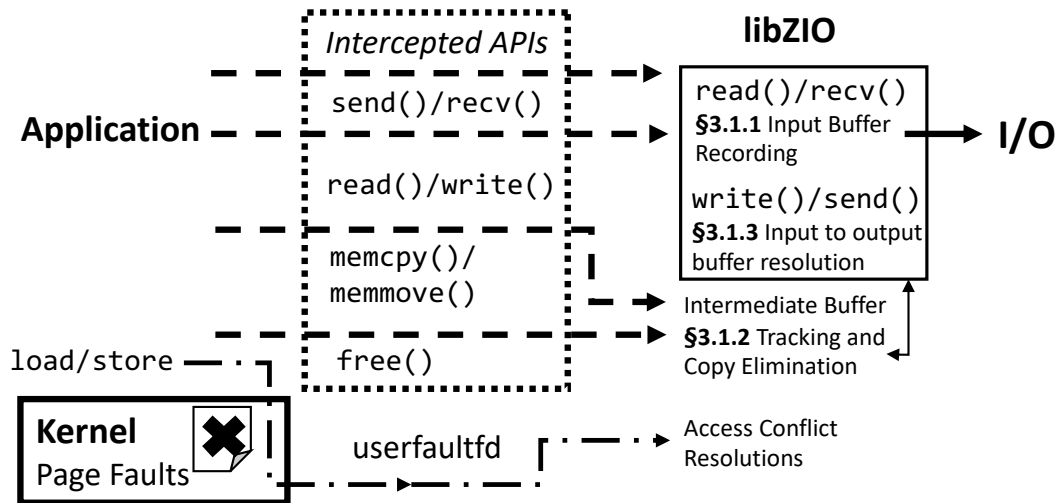 Intercepted APIs
send()/recv()
read()/write()
memcpy()/
memmove()
free()
Application
load/store
Kernel
Page Faults
userfaultfd
libZIO
read()/recv()
§3.1.1 Input Buffer
Recording
write()/send()
§3.1.3 Input to output
buffer resolution
I/O
Intermediate Buffer
§3.1.2 Tracking and
Copy Elimination
Access Conflict
Resolutions